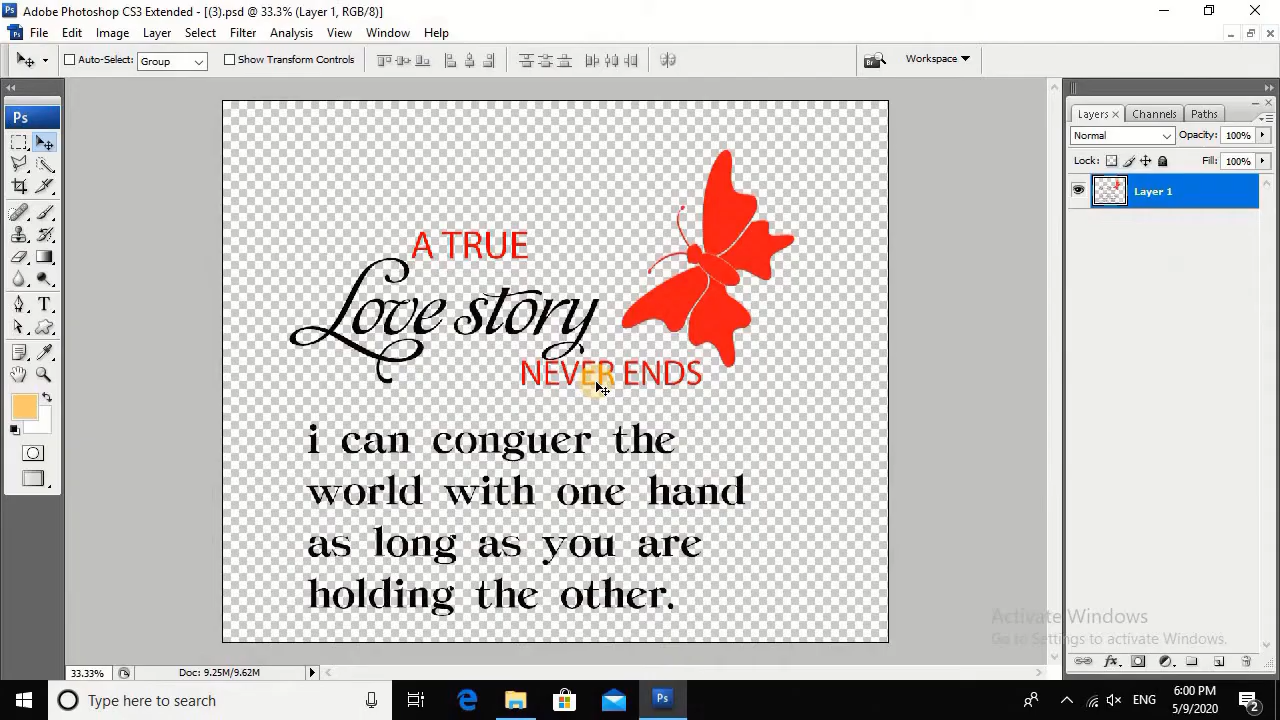 Adobe Photoshop CS3 Extended - [(3).psd @ 33.3% (Layer 1, RGB/8)]
File Edit Image Layer Select Filter Analysis View Window Help
Auto-Select: Group Show Transform Controls Workspace
Ps
Layers Channels Paths
Normal Opacity: 100%
Lock: Fill: 100%
Layer 1
A TRUE
Love story
NEVER ENDS
i can conguer the
world with one hand
as long as you are
holding the other.
Activate Windows
Go to Settings to activate Windows.
33.33% Doc: 9.25M/9.62M
Type here to search
Ps
ENG
6:00 PM
5/9/2020
2